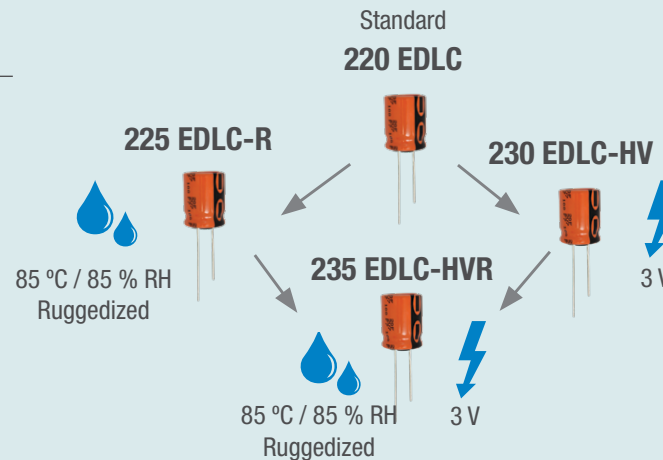 Standard
220 EDLC
225 EDLC-R
230 EDLC-HV
85 ºC / 85 % RH
Ruggedized
3 V
235 EDLC-HVR
85 ºC / 85 % RH
Ruggedized
3 V